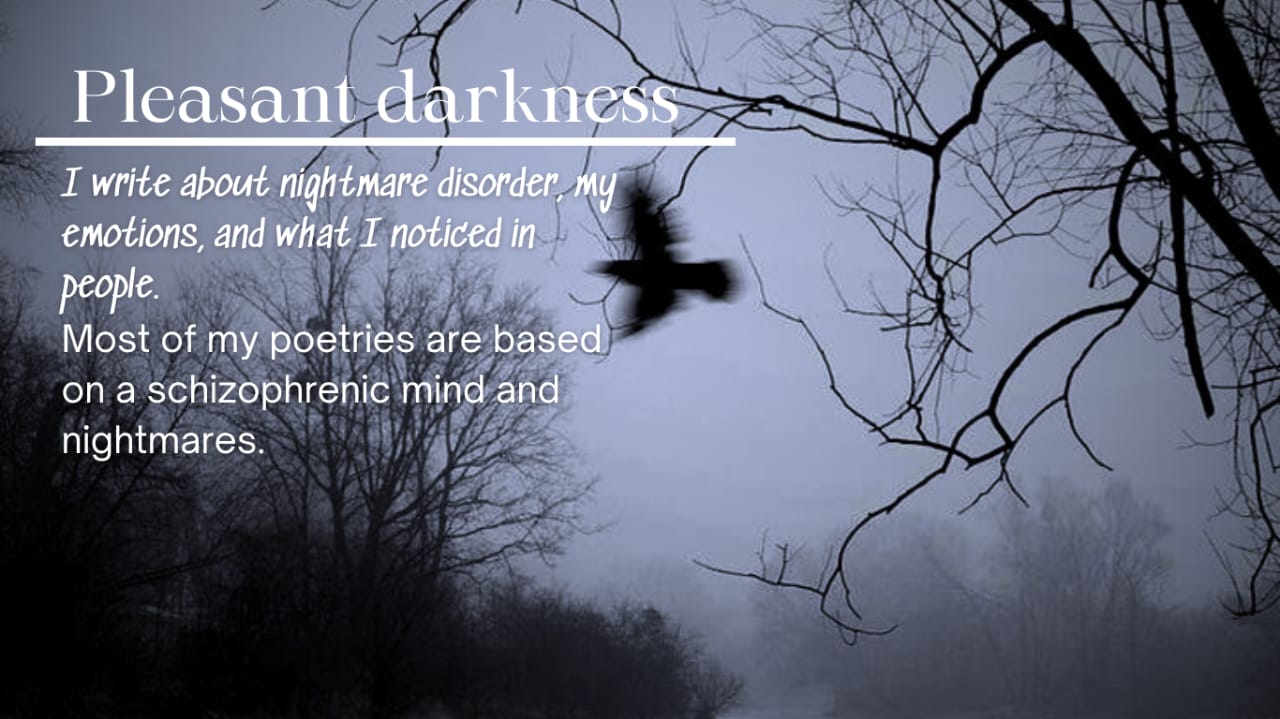 Pleasant darkness
I write about nightmare disorder, my
emotions, and what I noticed in
people.
Most of my poetries are based
on a schizophrenic mind and
nightmares.